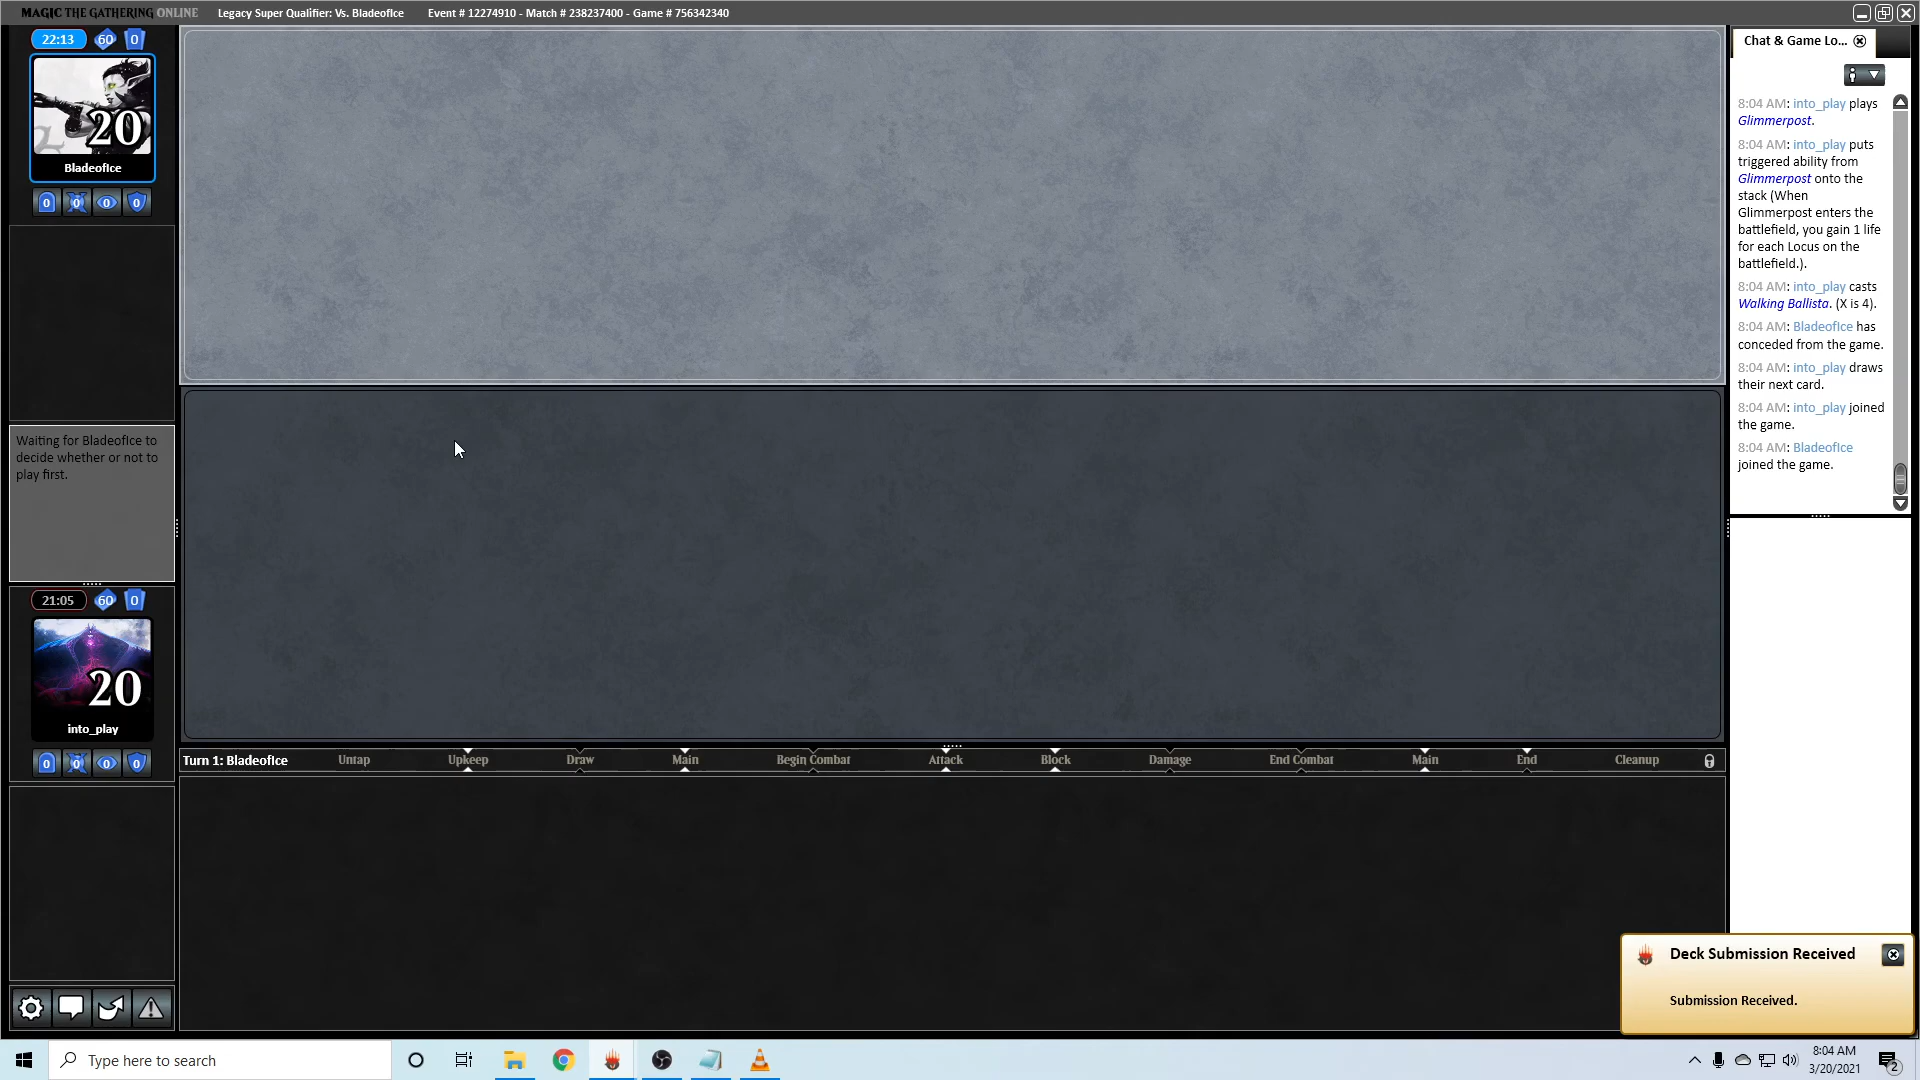 MAGIC THE GATHERING ONLINE Legacy Super Qualifier: Vs. BladeofIce Event # 12274910 - Match # 238237400 - Game # 756342340
22:13 60 0
20
BladeofIce
0 0 0 0
Waiting for BladeofIce to
decide whether or not to
play first.
21:05 60 0
20
into_play
0 0 0 0
Turn 1: BladeofIce Untap Upkeep Draw Main Begin Combat Attack Block Damage End Combat Main End Cleanup
Chat & Game Lo...
8:04 AM: into_play plays
Glimmerpost.
8:04 AM: into_play puts
triggered ability from
Glimmerpost onto the
stack (When
Glimmerpost enters the
battlefield, you gain 1 life
for each Locus on the
battlefield.).
8:04 AM: into_play casts
Walking Ballista. (X is 4).
8:04 AM: BladeofIce has
conceded from the game.
8:04 AM: into_play draws
their next card.
8:04 AM: into_play joined
the game.
8:04 AM: BladeofIce
joined the game.
Deck Submission Received
Submission Received.
Type here to search
8:04 AM
3/20/2021
2